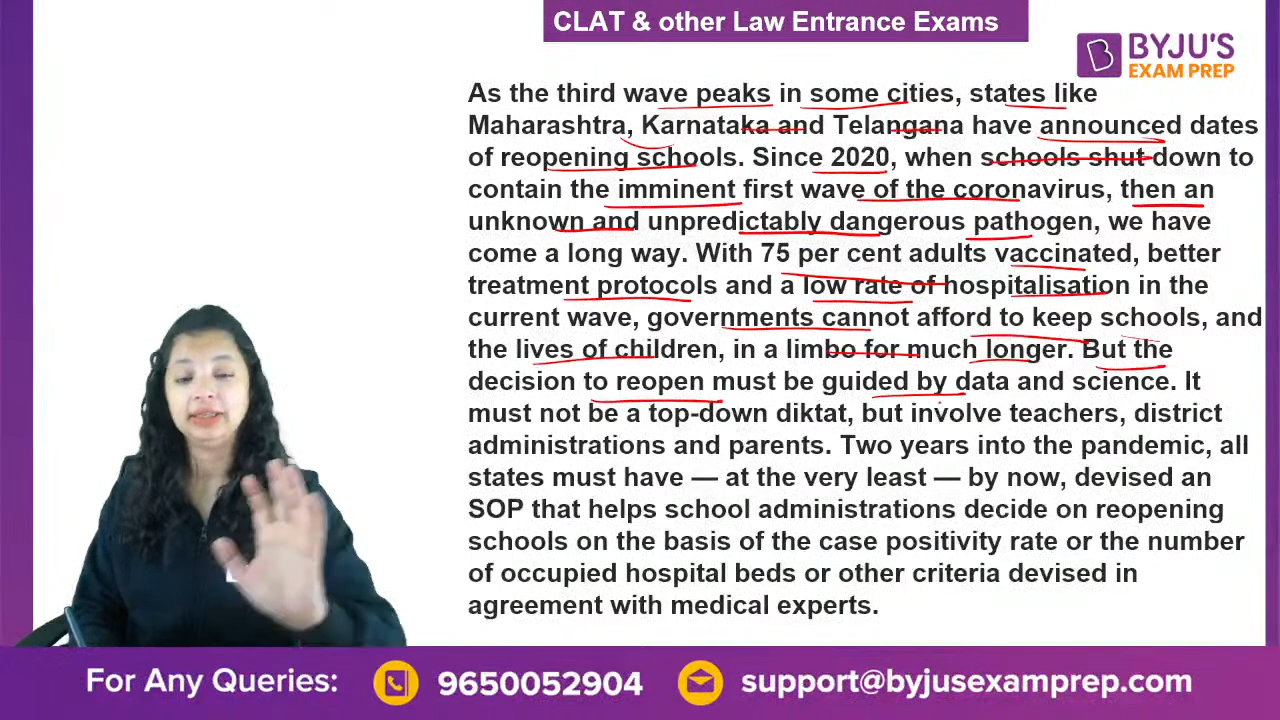 CLAT & other Law Entrance Exams
BYJU'S
EXAM PREP
As the third wave peaks in some cities, states like
Maharashtra, Karnataka and Telangana have announced dates
of reopening schools. Since 2020, when schools shut down to
contain the imminent first wave of the coronavirus, then an
unknown and unpredictably dangerous pathogen, we have
come a long way. With 75 per cent adults vaccinated, better
treatment protocols and a low rate of hospitalisation in the
current wave, governments cannot afford to keep schools, and
the lives of children, in a limbo for much longer. But the
decision to reopen must be guided by data and science. It
must not be a top-down diktat, but involve teachers, district
administrations and parents. Two years into the pandemic, all
states must have — at the very least — by now, devised an
SOP that helps school administrations decide on reopening
schools on the basis of the case positivity rate or the number
of occupied hospital beds or other criteria devised in
agreement with medical experts.
For Any Queries: 9650052904 support@byjusexamprep.com